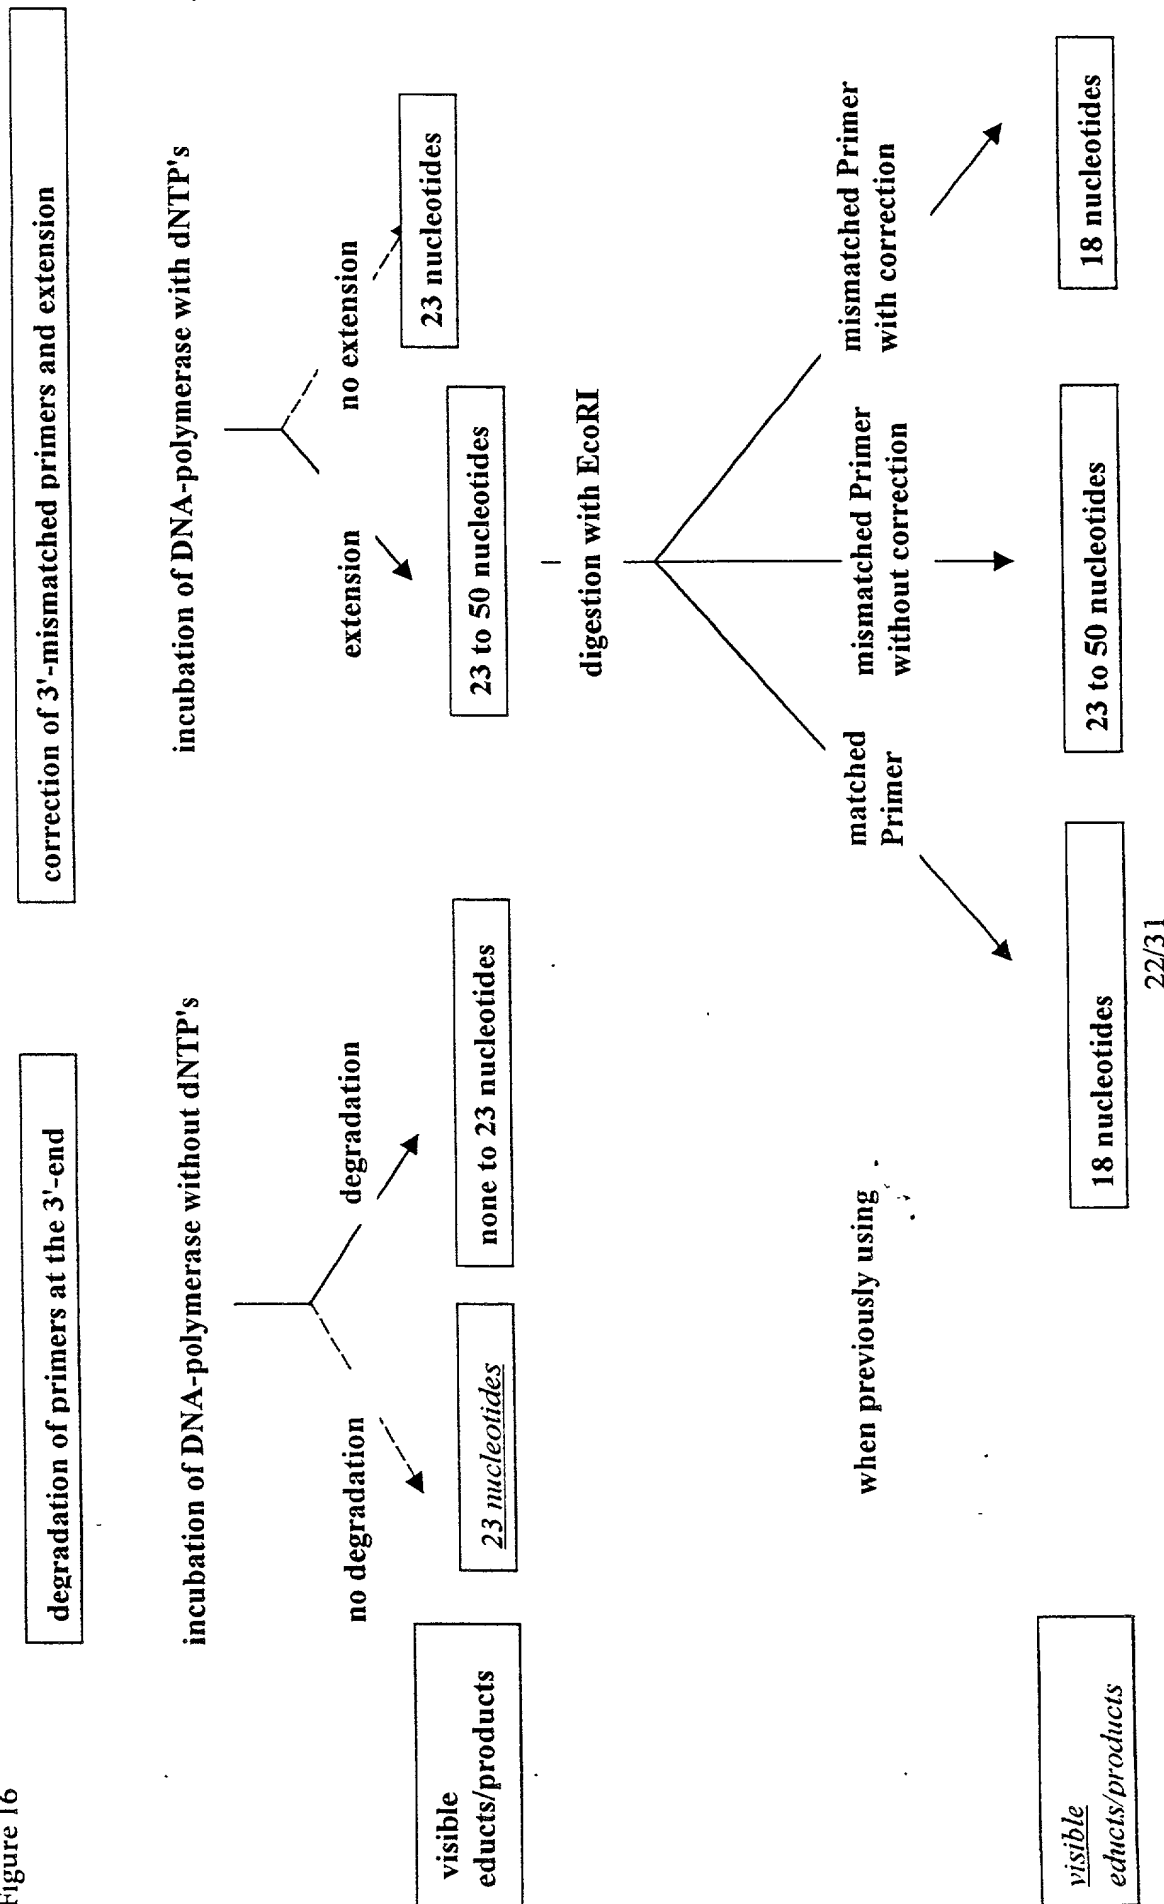 Figure 16
degradation of primers at the 3'-end
correction of 3'-mismatched primers and extension
incubation of DNA-polymerase without dNTP's
incubation of DNA-polymerase with dNTP's
no degradation
degradation
extension
no extension
visible
educts/products
23 nucleotides
none to 23 nucleotides
23 to 50 nucleotides
23 nucleotides
digestion with EcoRI
when previously using
matched
Primer
mismatched Primer
without correction
mismatched Primer
with correction
visible
educts/products
18 nucleotides
23 to 50 nucleotides
18 nucleotides
22/31